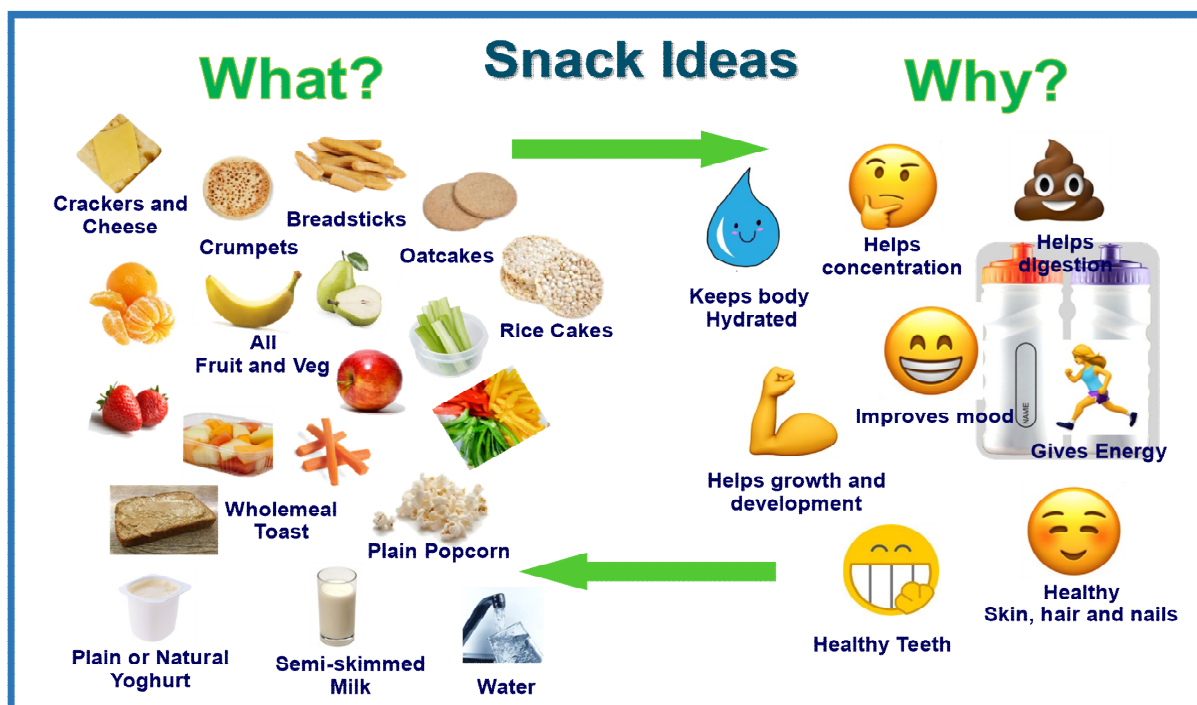 Snack Ideas
What?
Why?
Crackers and
Cheese
Crumpets
Breadsticks
Oatcakes
Rice Cakes
All
Fruit and Veg
Wholemeal
Toast
Plain Popcorn
Plain or Natural
Yoghurt
Semi-skimmed
Milk
Water
Keeps body
Hydrated
Helps
concentration
Helps
digestion
Improves mood
NAME
Gives Energy
Helps growth and
development
Healthy Teeth
Healthy
Skin, hair and nails